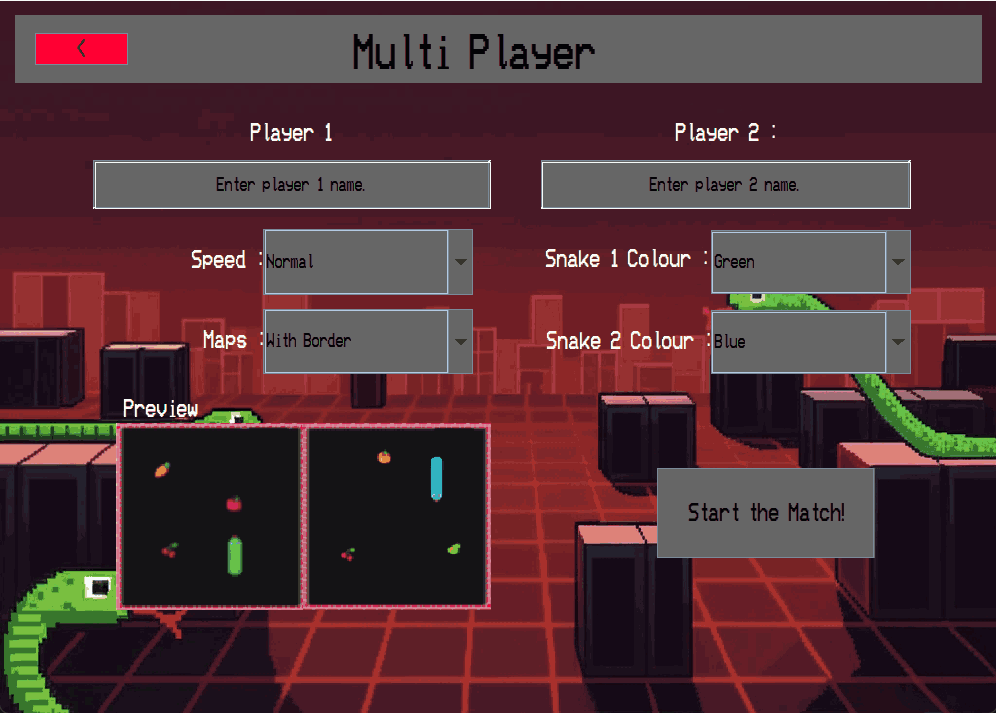 <
Multi Player
Player 1
Player 2 :
Enter player 1 name.
Enter player 2 name.
Speed : Normal
Snake 1 Colour : Green
Maps : With Border
Snake 2 Colour : Blue
Preview
Start the Match!